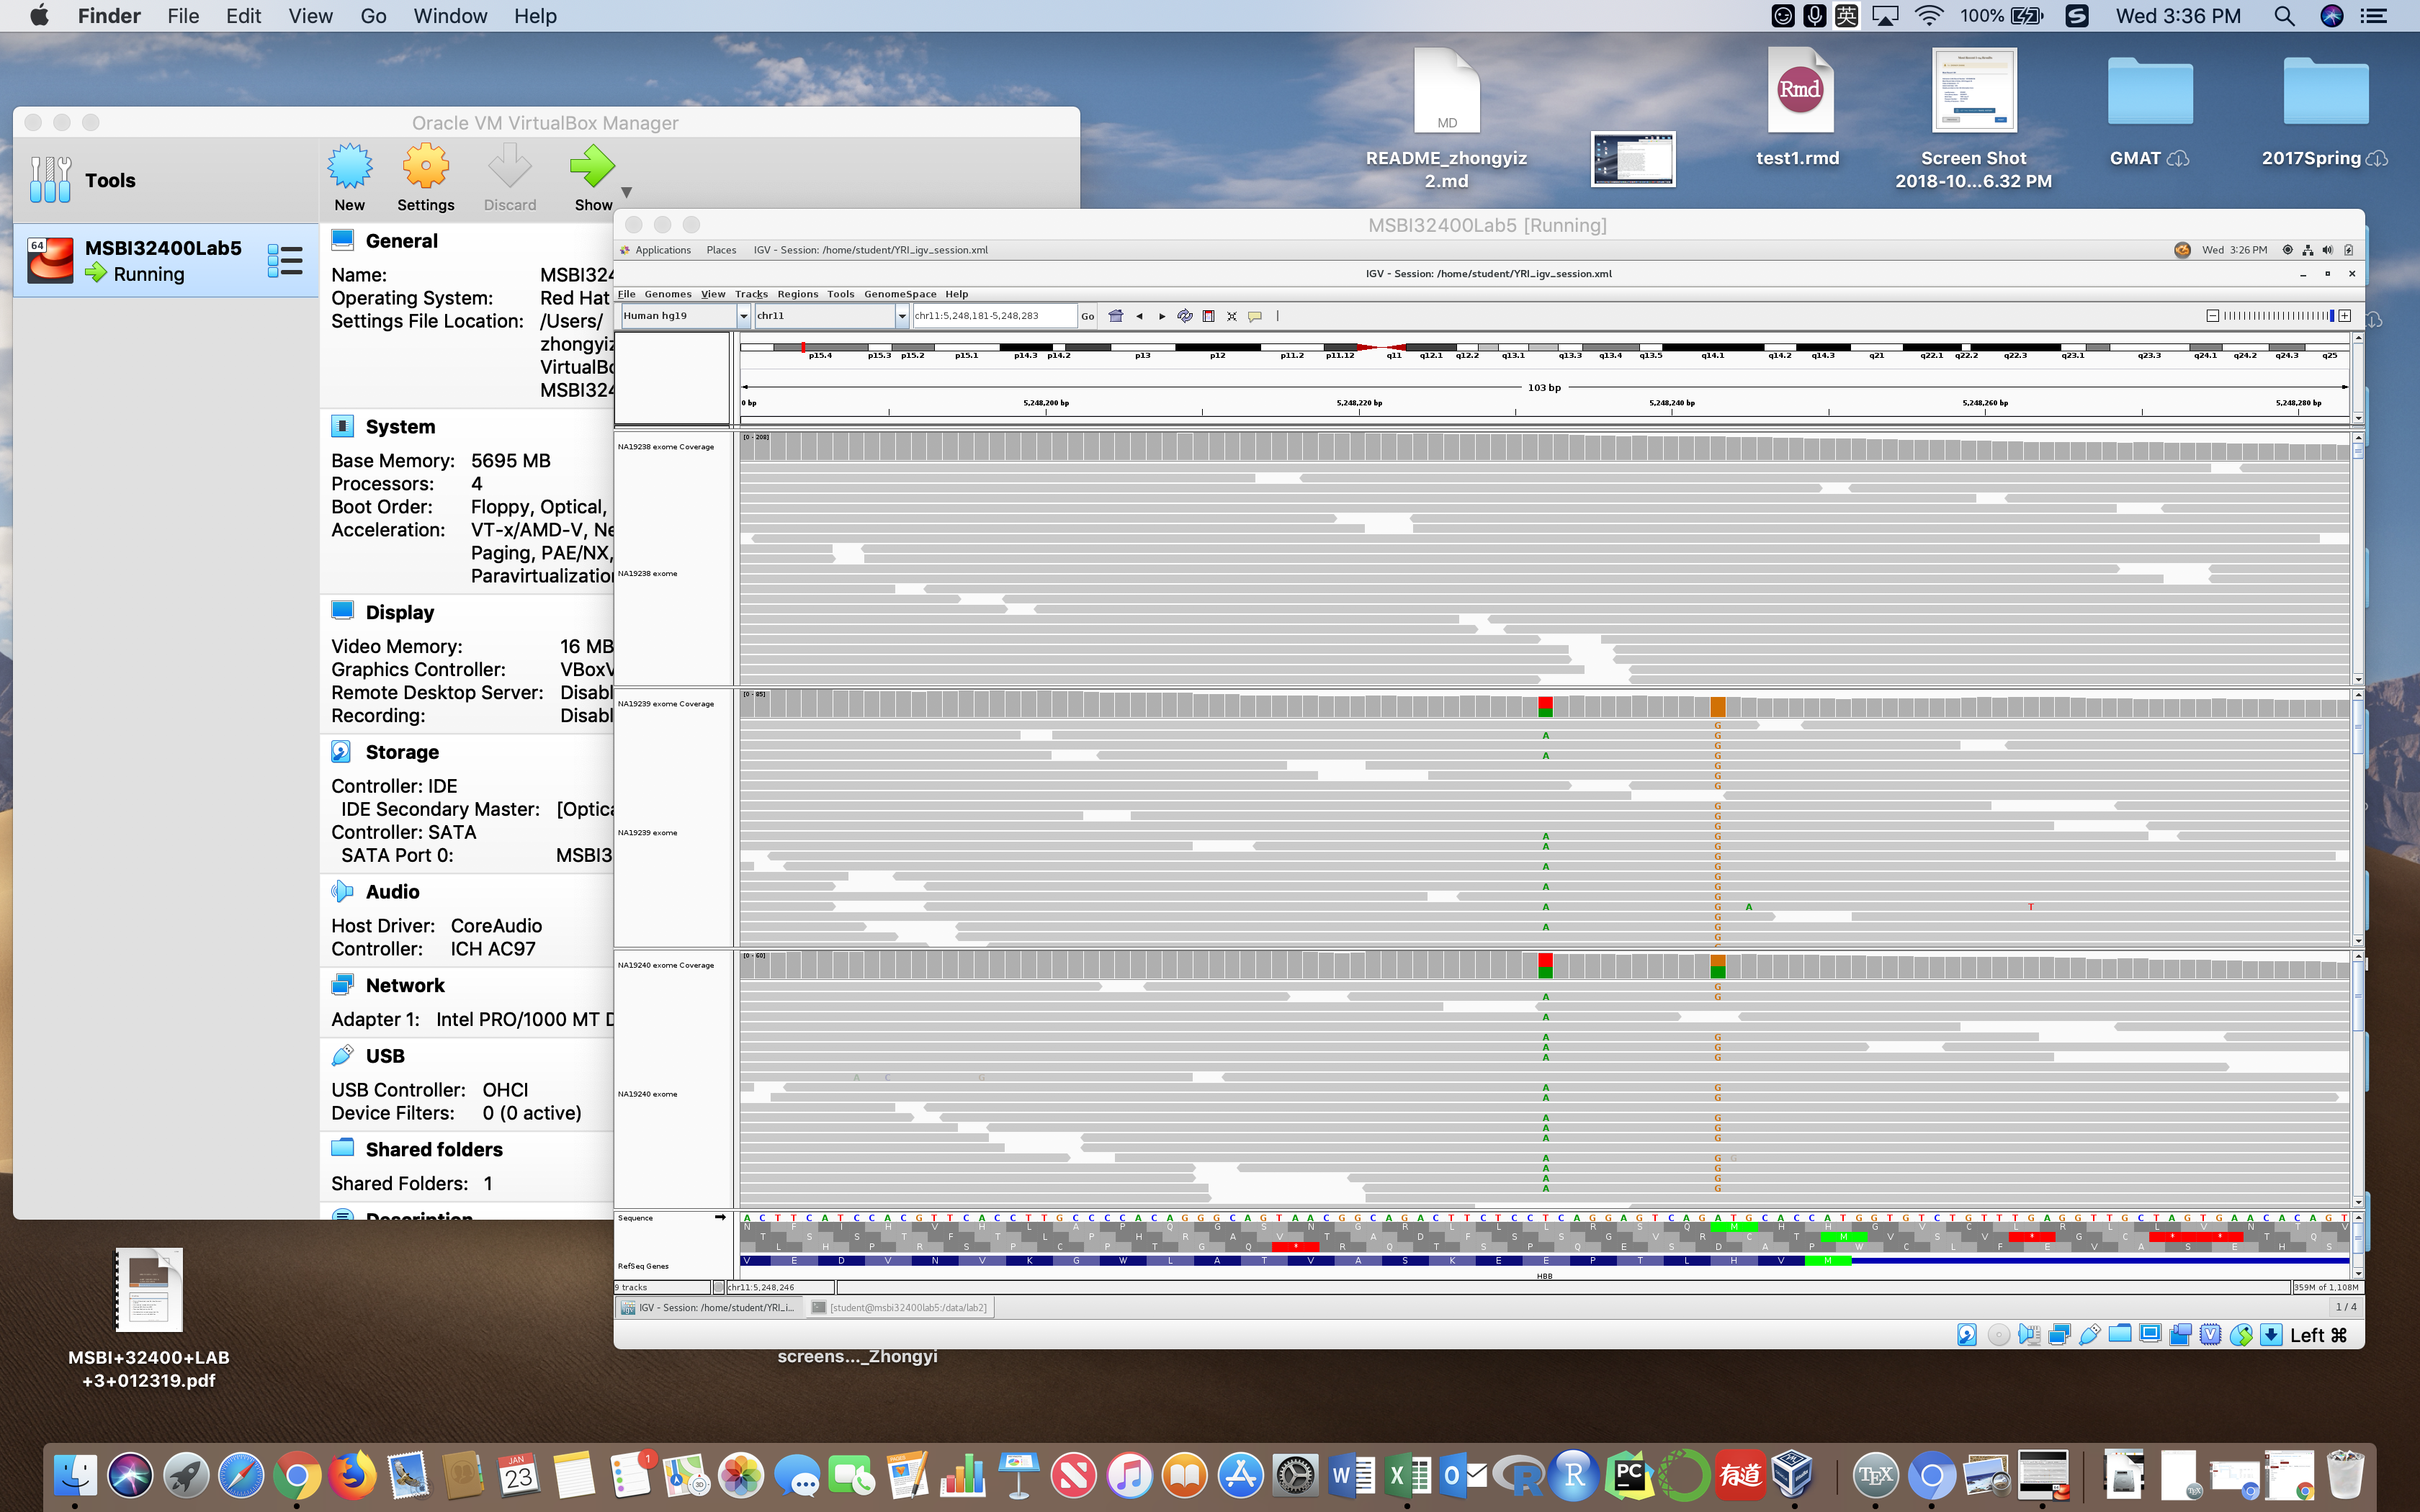 Finder File Edit View Go Window Help
英 100% Wed 3:36 PM
MD
README_zhongyiz
2.md
Rmd
test1.rmd
Screen Shot
2018-10...6.32 PM
GMAT
2017Spring
Oracle VM VirtualBox Manager
Tools
New Settings Discard Show
64
MSBI32400Lab5
Running
General
Name: MSBI324
Operating System: Red Hat
Settings File Location: /Users/
zhongyiz
VirtualBo
MSBI324
System
Base Memory: 5695 MB
Processors: 4
Boot Order: Floppy, Optical,
Acceleration: VT-x/AMD-V, Ne
Paging, PAE/NX,
Paravirtualizatio
Display
Video Memory: 16 MB
Graphics Controller: VBoxV
Remote Desktop Server: Disabl
Recording: Disabl
Storage
Controller: IDE
IDE Secondary Master: [Optica
Controller: SATA
SATA Port 0: MSBI3
Audio
Host Driver: CoreAudio
Controller: ICH AC97
Network
Adapter 1: Intel PRO/1000 MT D
USB
USB Controller: OHCI
Device Filters: 0 (0 active)
Shared folders
Shared Folders: 1
Description
MSBI32400Lab5 [Running]
Applications Places IGV - Session: /home/student/YRI_igv_session.xml Wed 3:26 PM
IGV - Session: /home/student/YRI_igv_session.xml
File Genomes View Tracks Regions Tools GenomeSpace Help
Human hg19 chr11 chr11:5,248,181-5,248,283 Go
p15.4 p15.3 p15.2 p15.1 p14.3 p14.2 p13 p12 p11.2 p11.12 q11 q12.1 q12.2 q13.1 q13.3 q13.4 q13.5 q14.1 q14.2 q14.3 q21 q22.1 q22.2 q22.3 q23.1 q23.3 q24.1 q24.2 q24.3 q25
103 bp
0 bp 5,248,200 bp 5,248,220 bp 5,248,240 bp 5,248,260 bp 5,248,280 bp
[0 - 208]
NA19238 exome Coverage
NA19238 exome
[0 - 85]
NA19239 exome Coverage
NA19239 exome
[0 - 60]
NA19240 exome Coverage
NA19240 exome
Sequence
A C T T C A T C C A C G T T C A C C T T G C C C C A C A G G G C A G T A A C G G C A G A C T T C T C C T C A G G A G T C A G A T G C A C C A T G G T G T C T G T T T G A G G T T G C T A G T G A A C A C A G T
RefSeq Genes
V E D V N V K G W L A T V A S K E E P T L H V M
HBB
9 tracks chr11:5,248,246 359M of 1,108M
IGV - Session: /home/student/YRI_i... [student@msbi32400lab5:/data/lab2] 1 / 4
Left ⌘
MSBI+32400+LAB
+3+012319.pdf
screens..._Zhongyi
JAN
23
1
PC
有道
TEX